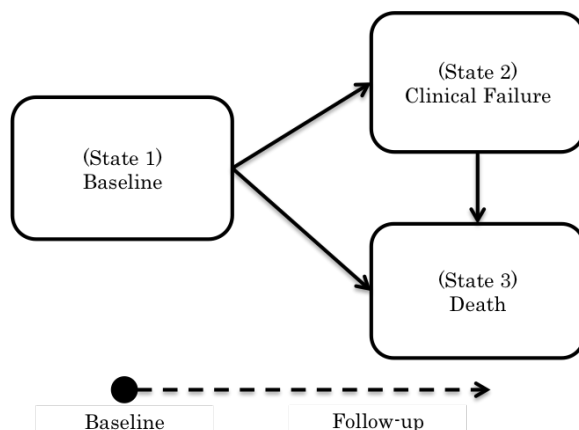 (State 1)
Baseline
(State 2)
Clinical Failure
(State 3)
Death
Baseline
Follow-up